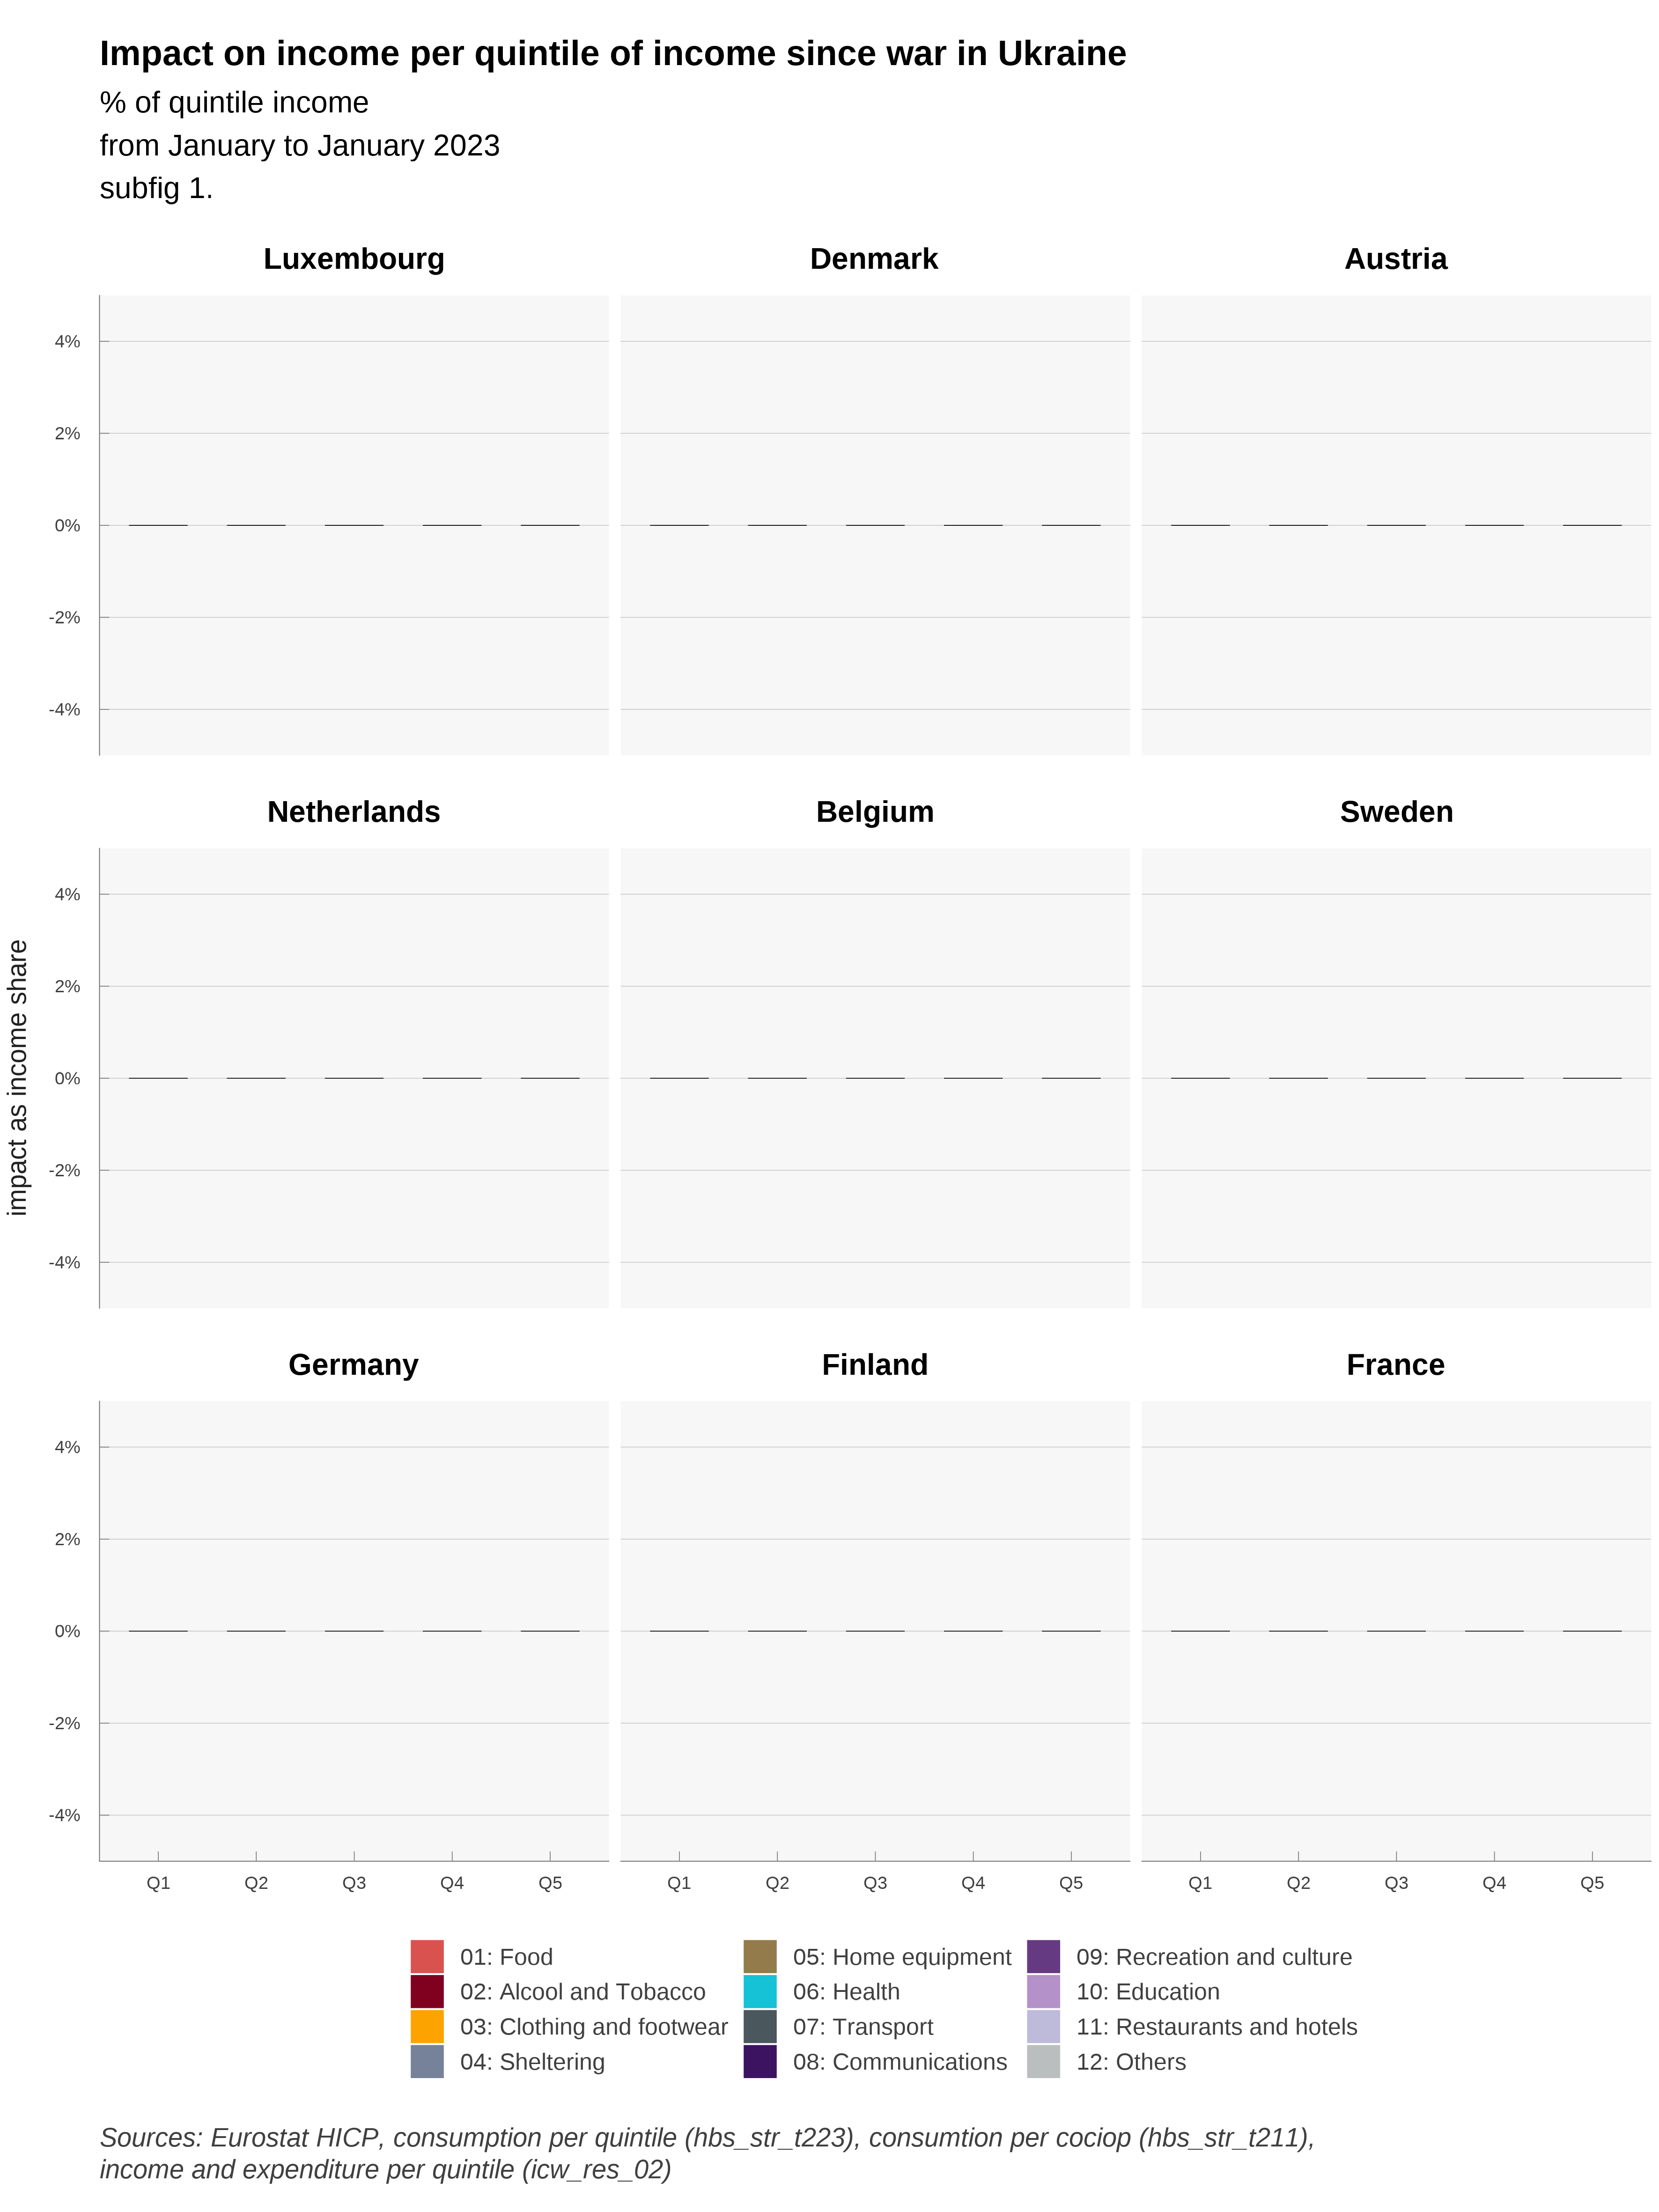 Impact on income per quintile of income since war in Ukraine
% of quintile income
from January to January 2023
subfig 1.
Luxembourg Denmark Austria
4%
2%
0%
-2%
-4%
Netherlands Belgium Sweden
4%
2%
0%
-2%
-4%
Germany Finland France
4%
2%
0%
-2%
-4%
impact as income share
Q1 Q2 Q3 Q4 Q5 Q1 Q2 Q3 Q4 Q5 Q1 Q2 Q3 Q4 Q5
01: Food 05: Home equipment 09: Recreation and culture
02: Alcool and Tobacco 06: Health 10: Education
03: Clothing and footwear 07: Transport 11: Restaurants and hotels
04: Sheltering 08: Communications 12: Others
Sources: Eurostat HICP, consumption per quintile (hbs_str_t223), consumtion per cociop (hbs_str_t211),
income and expenditure per quintile (icw_res_02)